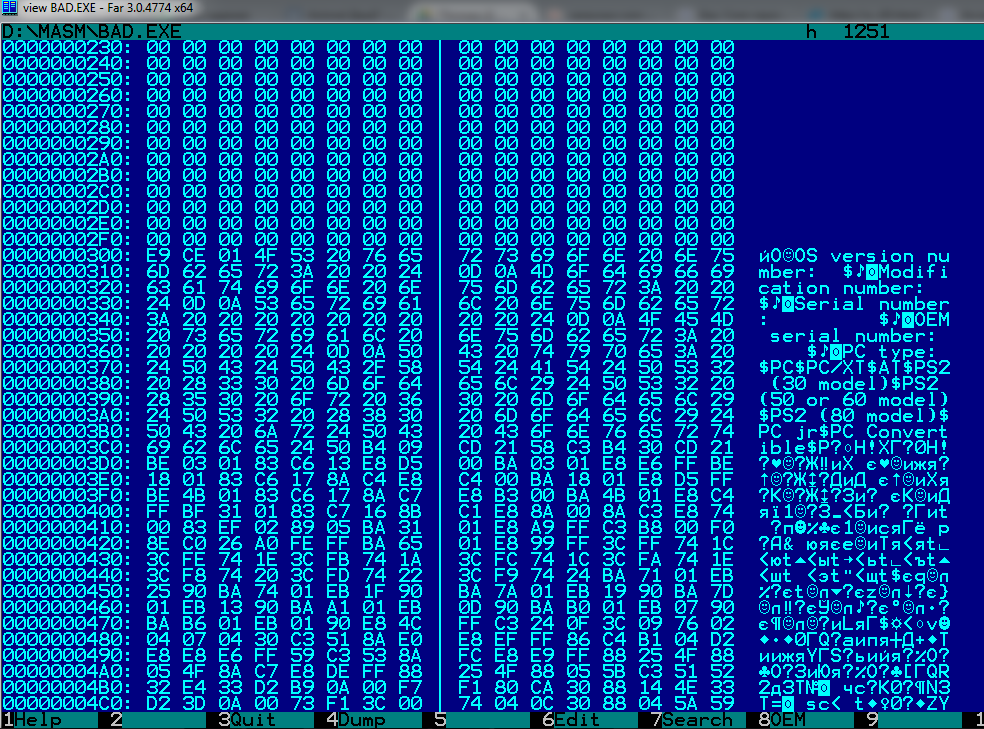 view BAD.EXE - Far 3.0.4774 x64
D:\MASM\BAD.EXE h 1251
0000000230: 00 00 00 00 00 00 00 00 │ 00 00 00 00 00 00 00 00
0000000240: 00 00 00 00 00 00 00 00 │ 00 00 00 00 00 00 00 00
0000000250: 00 00 00 00 00 00 00 00 │ 00 00 00 00 00 00 00 00
0000000260: 00 00 00 00 00 00 00 00 │ 00 00 00 00 00 00 00 00
0000000270: 00 00 00 00 00 00 00 00 │ 00 00 00 00 00 00 00 00
0000000280: 00 00 00 00 00 00 00 00 │ 00 00 00 00 00 00 00 00
0000000290: 00 00 00 00 00 00 00 00 │ 00 00 00 00 00 00 00 00
00000002A0: 00 00 00 00 00 00 00 00 │ 00 00 00 00 00 00 00 00
00000002B0: 00 00 00 00 00 00 00 00 │ 00 00 00 00 00 00 00 00
00000002C0: 00 00 00 00 00 00 00 00 │ 00 00 00 00 00 00 00 00
00000002D0: 00 00 00 00 00 00 00 00 │ 00 00 00 00 00 00 00 00
00000002E0: 00 00 00 00 00 00 00 00 │ 00 00 00 00 00 00 00 00
00000002F0: 00 00 00 00 00 00 00 00 │ 00 00 00 00 00 00 00 00
0000000300: E9 CE 01 4F 53 20 76 65 │ 72 73 69 6F 6E 20 6E 75 йО☺OS version nu
0000000310: 6D 62 65 72 3A 20 20 24 │ 0D 0A 4D 6F 64 69 66 69 mber:  $♪◙Modifi
0000000320: 63 61 74 69 6F 6E 20 6E │ 75 6D 62 65 72 3A 20 20 cation number:
0000000330: 24 0D 0A 53 65 72 69 61 │ 6C 20 6E 75 6D 62 65 72 $♪◙Serial number
0000000340: 3A 20 20 20 20 20 20 20 │ 20 20 24 0D 0A 4F 45 4D :         $♪◙OEM
0000000350: 20 73 65 72 69 61 6C 20 │ 6E 75 6D 62 65 72 3A 20 serial number:
0000000360: 20 20 20 20 24 0D 0A 50 │ 43 20 74 79 70 65 3A 20 $♪◙PC type:
0000000370: 24 50 43 24 50 43 2F 58 │ 54 24 41 54 24 50 53 32 $PC$PC/XT$AT$PS2
0000000380: 20 28 33 30 20 6D 6F 64 │ 65 6C 29 24 50 53 32 20 (30 model)$PS2
0000000390: 28 35 30 20 6F 72 20 36 │ 30 20 6D 6F 64 65 6C 29 (50 or 60 model)
00000003A0: 24 50 53 32 20 28 38 30 │ 20 6D 6F 64 65 6C 29 24 $PS2 (80 model)$
00000003B0: 50 43 20 6A 72 24 50 43 │ 20 43 6F 6E 76 65 72 74 PC jr$PC Convert
00000003C0: 69 62 6C 65 24 50 B4 09 │ CD 21 58 C3 B4 30 CD 21 ible$P?○Н!XГ?0Н!
00000003D0: BE 03 01 83 C6 13 E8 D5 │ 00 BA 03 01 E8 E6 FF BE
00000003E0: 18 01 83 C6 17 8A C4 E8 │ C4 00 BA 18 01 E8 D5 FF
00000003F0: BE 4B 01 83 C6 17 8A C7 │ E8 B3 00 BA 4B 01 E8 C4
0000000400: FF BF 31 01 83 C7 16 8B │ C1 E8 8A 00 8A C3 E8 74
0000000410: 00 83 EF 02 89 05 BA 31 │ 01 E8 A9 FF C3 B8 00 F0
0000000420: 8E C0 26 A0 FE FF BA 65 │ 01 E8 99 FF 3C FF 74 1C
0000000430: 3C FE 74 1E 3C FB 74 1A │ 3C FC 74 1C 3C FA 74 1E
0000000440: 3C F8 74 20 3C FD 74 22 │ 3C F9 74 24 BA 71 01 EB
0000000450: 25 90 BA 74 01 EB 1F 90 │ BA 7A 01 EB 19 90 BA 7D
0000000460: 01 EB 13 90 BA A1 01 EB │ 0D 90 BA B0 01 EB 07 90
0000000470: BA B6 01 EB 01 90 E8 4C │ FF C3 24 0F 3C 09 76 02
0000000480: 04 07 04 30 C3 51 8A E0 │ E8 EF FF 86 C4 B1 04 D2
0000000490: E8 E8 E6 FF 59 C3 53 8A │ FC E8 E9 FF 88 25 4F 88
00000004A0: 05 4F 8A C7 E8 DE FF 88 │ 25 4F 88 05 5B C3 51 52
00000004B0: 32 E4 33 D2 B9 0A 00 F7 │ F1 80 CA 30 88 14 4E 33
00000004C0: D2 3D 0A 00 73 F1 3C 00 │ 74 04 0C 30 88 04 5A 59
1Help 2 3Quit 4Dump 5 6Edit 7Search 8OEM 9 1